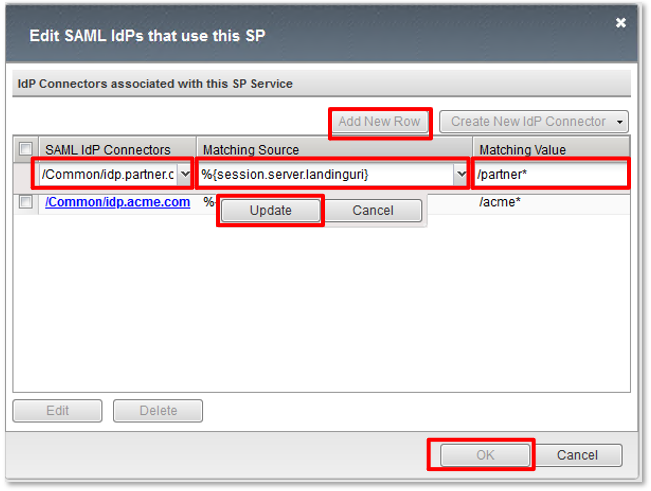 Edit SAML IdPs that use this SP
IdP Connectors associated with this SP Service
Add New Row Create New IdP Connector
SAML IdP Connectors Matching Source Matching Value
/Common/idp.partner.c %{session.server.landinguri} /partner*
/Common/idp.acme.com %{ /acme*
Update Cancel
Edit Delete
OK Cancel